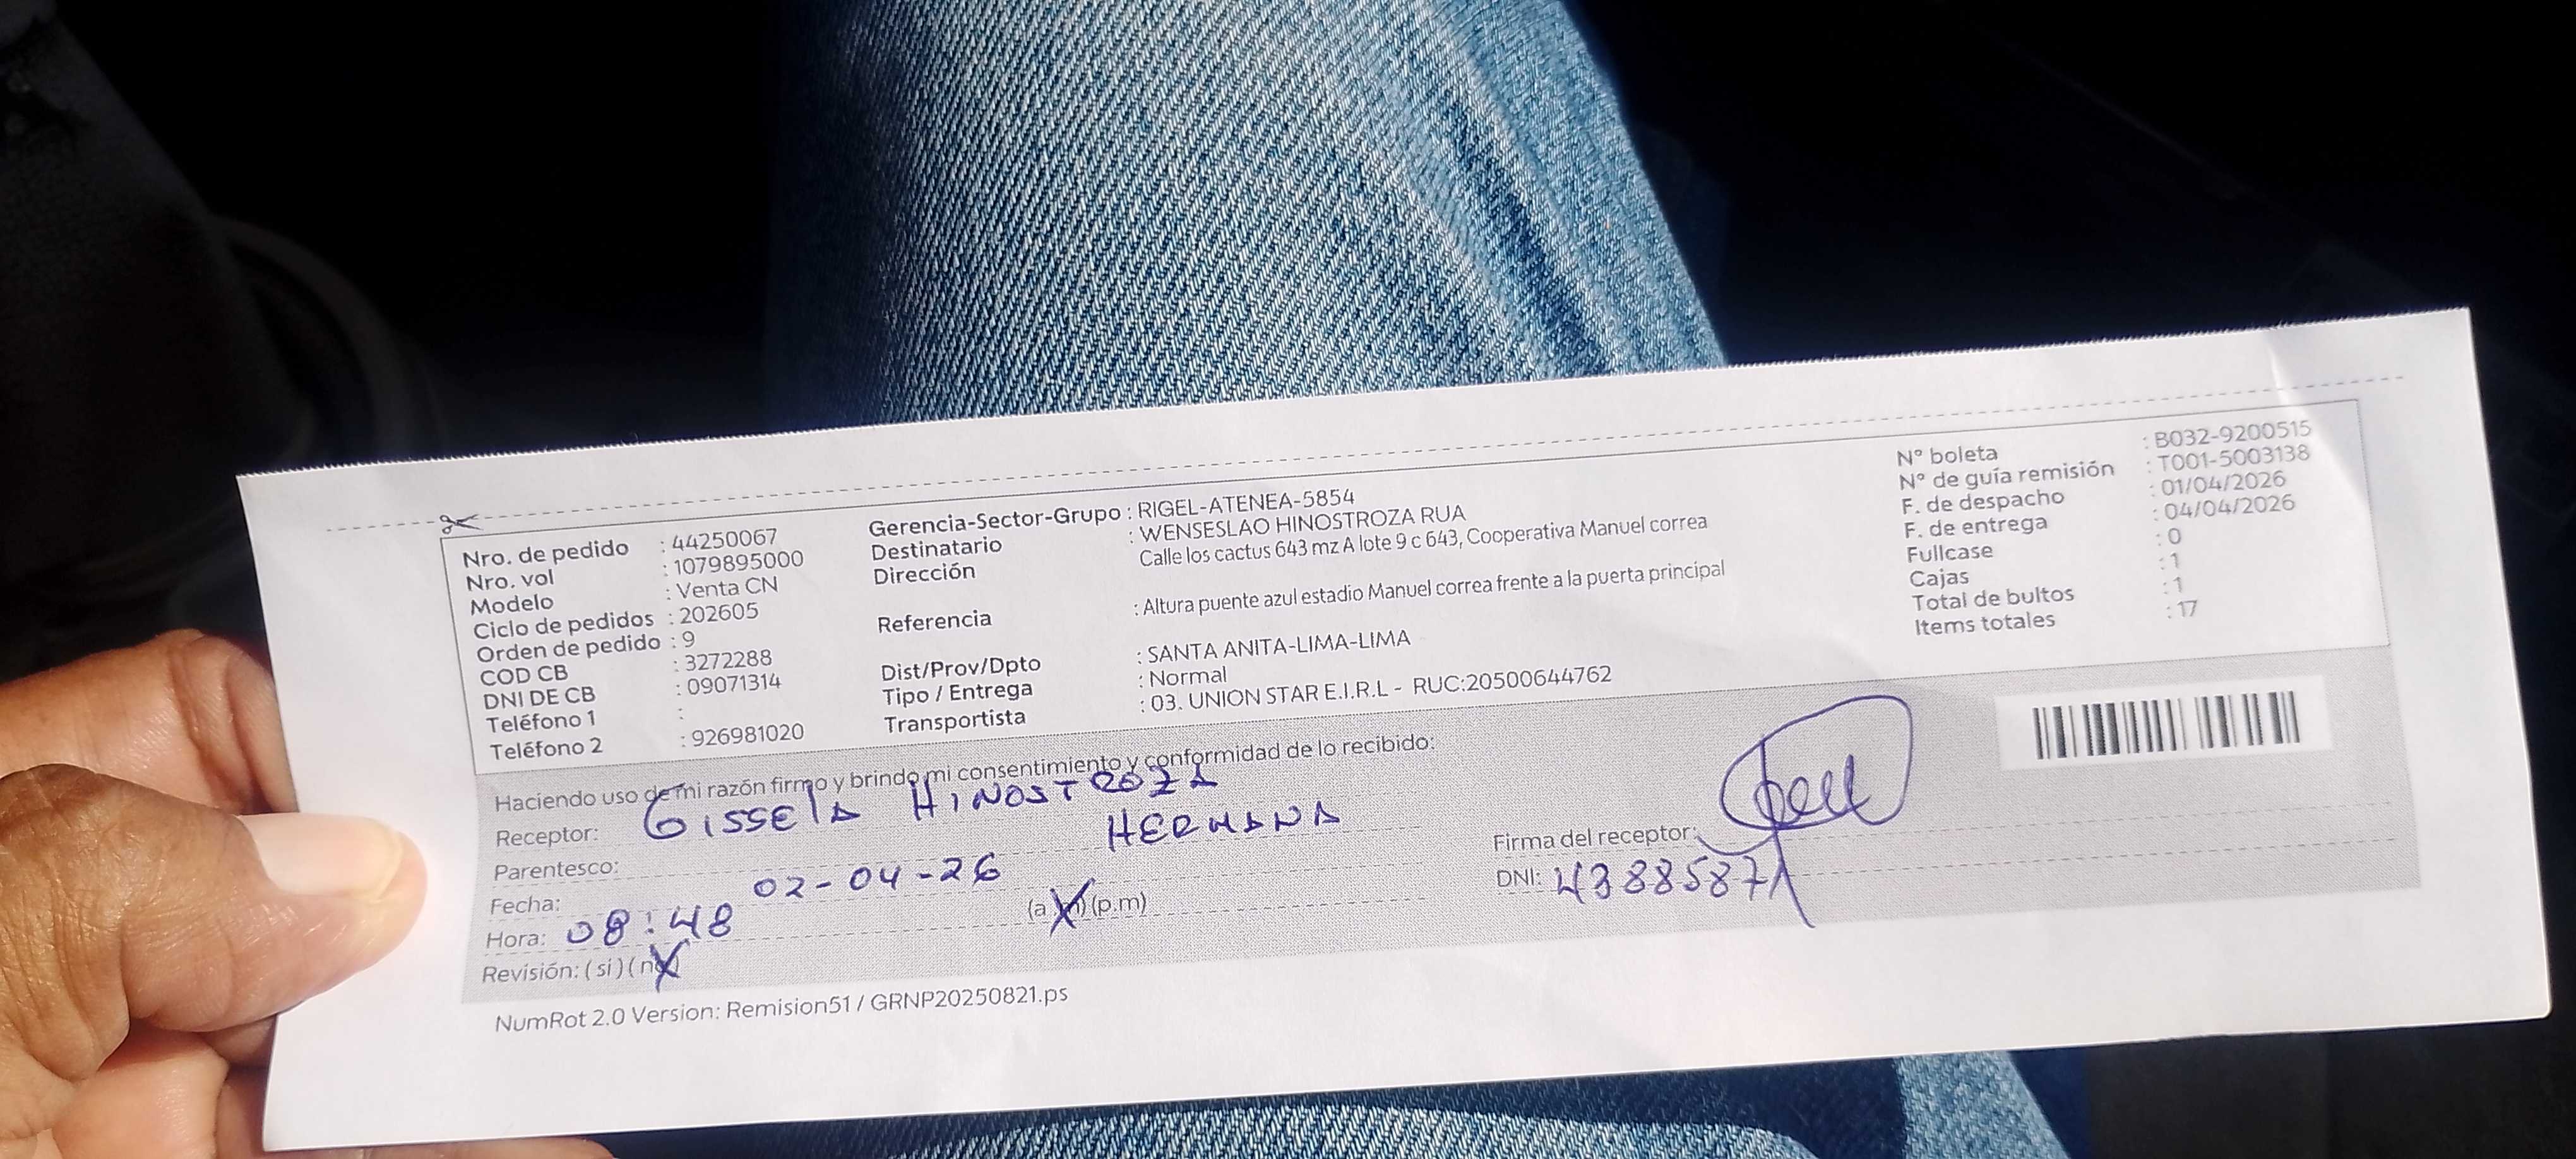 Nro. de pedido : 44250067
Nro. vol : 1079895000
Modelo : Venta CN
Ciclo de pedidos : 202605
Orden de pedido : 9
COD CB : 3272288
DNI DE CB : 09071314
Teléfono 1 :
Teléfono 2 : 926981020
Gerencia-Sector-Grupo : RIGEL-ATENEA-5854
Destinatario : WENSESLAO HINOSTROZA RUA
Dirección Calle los cactus 643 mz A lote 9 c 643, Cooperativa Manuel correa
Referencia : Altura puente azul estadio Manuel correa frente a la puerta principal
Dist/Prov/Dpto : SANTA ANITA-LIMA-LIMA
Tipo / Entrega : Normal
Transportista : 03. UNION STAR E.I.R.L - RUC:20500644762
N° boleta : B032-9200515
N° de guía remisión : T001-5003138
F. de despacho : 01/04/2026
F. de entrega : 04/04/2026
Fullcase : 0
Cajas : 1
Total de bultos : 1
Items totales : 17
Haciendo uso de mi razón firmo y brindo mi consentimiento y conformidad de lo recibido:
Receptor: GISSElA HINOSTROZA
Parentesco: HERMANA
Fecha: 02-04-26
Hora: 08:48 (a.m) (p.m)
Revisión: (si) (no)
Firma del receptor:
DNI: 43885871
NumRot 2.0 Version: Remision51 / GRNP20250821.ps